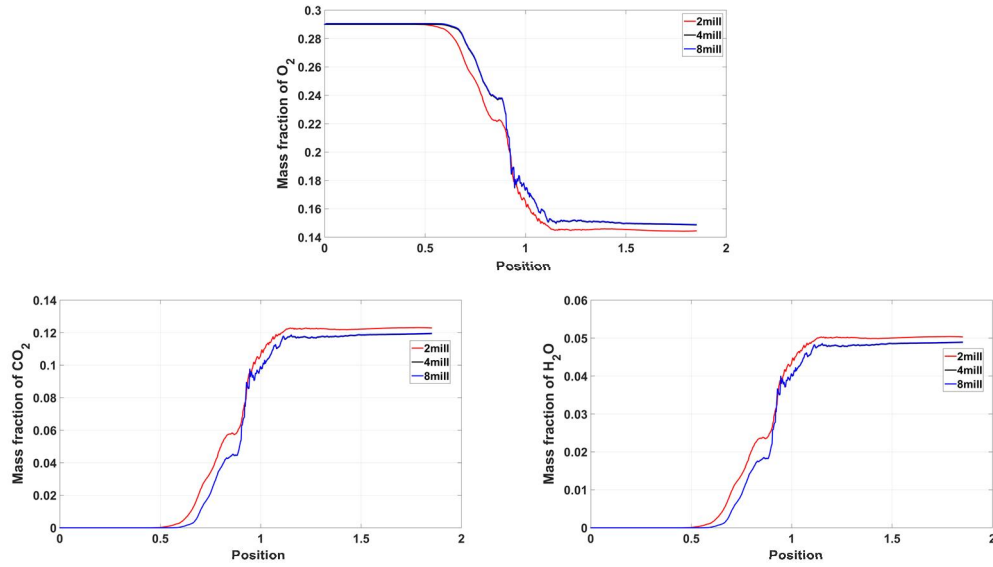 0.3
0.28
0.26
0.24
0.22
0.2
0.18
0.16
0.14
Mass fraction of O2
2mill
4mill
8mill
0 0.5 1 1.5 2
Position
0.14
0.12
0.1
0.08
0.06
0.04
0.02
0
Mass fraction of CO2
2mill
4mill
8mill
0 0.5 1 1.5 2
Position
0.06
0.05
0.04
0.03
0.02
0.01
0
Mass fraction of H2O
2mill
4mill
8mill
0 0.5 1 1.5 2
Position